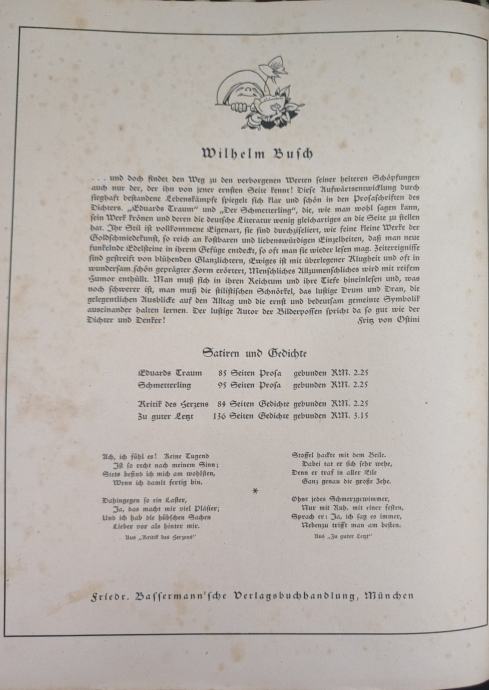 Wilhelm Busch
. . . und doch findet den Weg zu den verborgenen Werten seiner heiteren Schöpfungen
auch nur der, der ihn von jener ernsten Seite kennt! Diese Aufwärtsentwicklung durch
sieghaft bestandene Lebenskämpfe spiegelt sich klar und schön in den Prosaschriften des
Dichters. „Eduards Traum“ und „Der Schmetterling“, die, wie man wohl sagen kann,
sein Werk krönen und deren die deutsche Literatur wenig gleichartiges an die Seite zu stellen
hat. Ihr Stil ist vollkommene Eigenart, sie sind durchziseliert, wie feine kleine Werke der
Goldschmiedekunst, so reich an kostbaren und liebenswürdigen Einzelheiten, daß man neue
funkelnde Edelsteine in ihrem Gefüge entdeckt, so oft man sie wieder lesen mag. Zeitereignisse
sind gestreift von blühenden Glanzlichtern, Ewiges ist mit überlegener Klugheit und oft in
wundersam schön geprägter Form erörtert, Menschliches Allzumenschliches wird mit reifem
Humor enthüllt. Man muß sich in ihren Reichtum und ihre Tiefe hineinlesen und, was
noch schwerer ist, man muß die stilistischen Schnörkel, das lustige Drum und Dran, die
gelegentlichen Ausblicke auf den Alltag und die ernst und bedeutsam gemeinte Symbolik
auseinander halten lernen. Der lustige Autor der Bilderpossen spricht da so gut wie der
Dichter und Denker! Fritz von Ostini
Satiren und Gedichte
Eduards Traum 85 Seiten Prosa gebunden RM. 2.25
Schmetterling 95 Seiten Prosa gebunden RM. 2.25
Kritik des Herzens 84 Seiten Gedichte gebunden RM. 2.25
Zu guter Letzt 136 Seiten Gedichte gebunden RM. 3.15
Ach, ich fühl es! Keine Tugend
Ist so recht nach meinem Sinn;
Stets befind ich mich am wohlsten,
Wenn ich damit fertig bin.
Dahingegen so ein Laster,
Ja, das macht mir viel Pläsier;
Und ich hab die hübschen Sachen
Lieber vor als hinter mir.
Aus „Kritik des Herzens“
*
Stoffel hackte mit dem Beile.
Dabei tat er sich sehr wehe,
Denn er traf in aller Eile
Ganz genau die große Zehe.
Ohne jedes Schmerzgewimmer,
Nur mit Ruh, mit einer festen,
Sprach er: Ja, ich sag es immer,
Nebenzu trifft man am besten.
Aus „Zu guter Letzt“
Friedr. Bassermann'sche Verlagsbuchhandlung, München